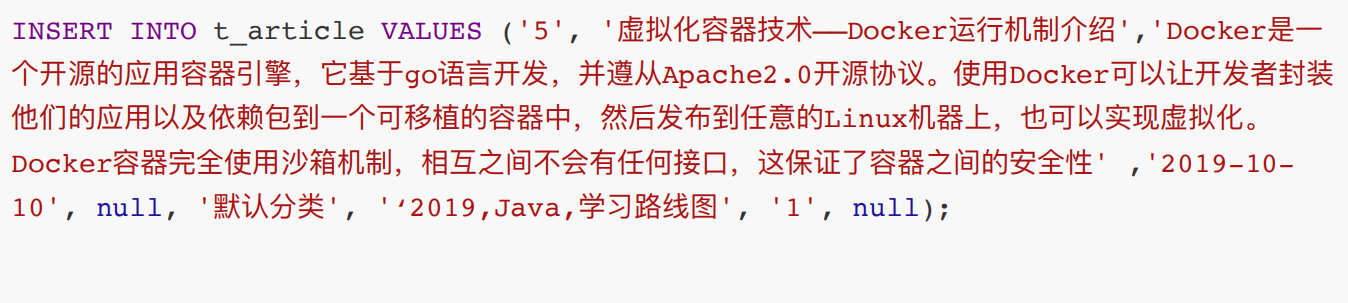 INSERT INTO t_article VALUES ('5', '虚拟化容器技术——Docker运行机制介绍','Docker是一
个开源的应用容器引擎，它基于go语言开发，并遵从Apache2.0开源协议。使用Docker可以让开发者封装
他们的应用以及依赖包到一个可移植的容器中，然后发布到任意的Linux机器上，也可以实现虚拟化。
Docker容器完全使用沙箱机制，相互之间不会有任何接口，这保证了容器之间的安全性' ,'2019-10-
10', null, '默认分类', '‘2019,Java,学习路线图', '1', null);